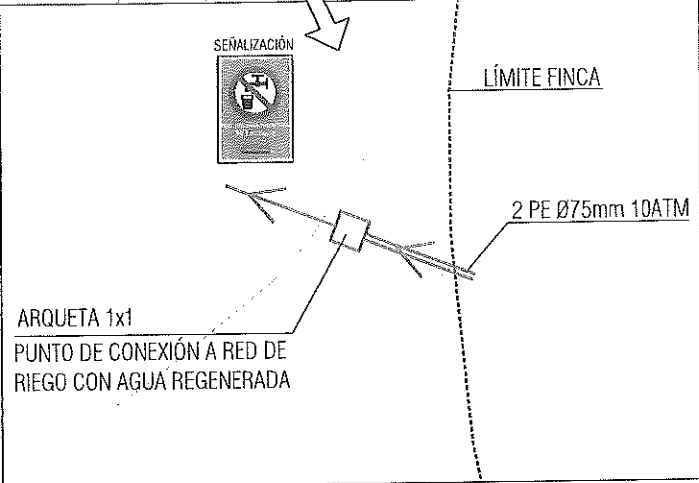 SEÑALIZACIÓN
LÍMITE FINCA
2 PE Ø75mm 10ATM
ARQUETA 1x1
PUNTO DE CONEXIÓN A RED DE
RIEGO CON AGUA REGENERADA